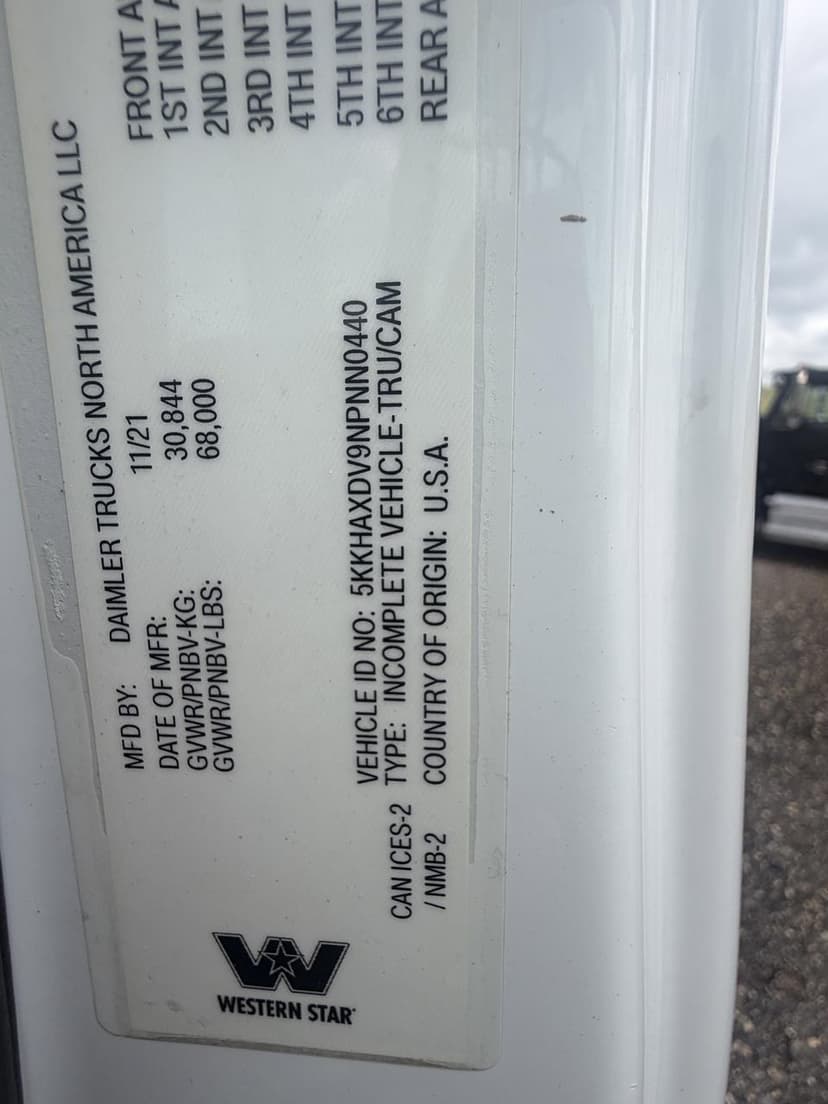 MFD BY: DAIMLER TRUCKS NORTH AMERICA LLC
DATE OF MFR: 11/21
GVWR/PNBV-KG: 30,844
GVWR/PNBV-LBS: 68,000
FRONT A
1ST INT A
2ND INT
3RD INT
4TH INT
5TH INT
6TH INT
REAR A
VEHICLE ID NO: 5KKHAXDV9NPNN0440
TYPE: INCOMPLETE VEHICLE-TRU/CAM
COUNTRY OF ORIGIN: U.S.A.
CAN ICES-2
/ NMB-2
WESTERN STAR